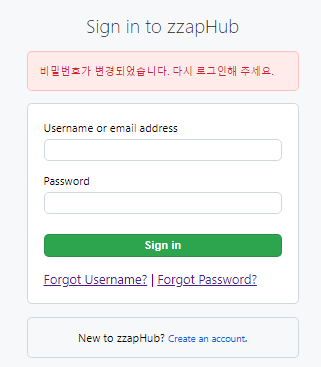 Sign in to zzapHub
비밀번호가 변경되었습니다. 다시 로그인해 주세요.
Username or email address
Password
Sign in
Forgot Username? | Forgot Password?
New to zzapHub? Create an account.